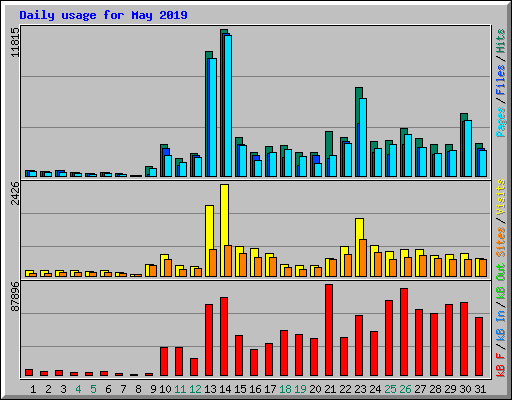 Daily usage for May 2019
11815
Pages / Files / Hits
2426
Sites / Visits
87896
kB F / kB In / kB Out
1 2 3 4 5 6 7 8 9 10 11 12 13 14 15 16 17 18 19 20 21 22 23 24 25 26 27 28 29 30 31